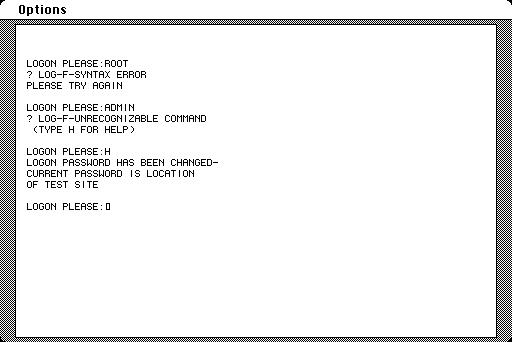 Options
LOGON PLEASE:ROOT
? LOG-F-SYNTAX ERROR
PLEASE TRY AGAIN
LOGON PLEASE:ADMIN
? LOG-F-UNRECOGNIZABLE COMMAND
(TYPE H FOR HELP)
LOGON PLEASE:H
LOGON PASSWORD HAS BEEN CHANGED-
CURRENT PASSWORD IS LOCATION
OF TEST SITE
LOGON PLEASE: